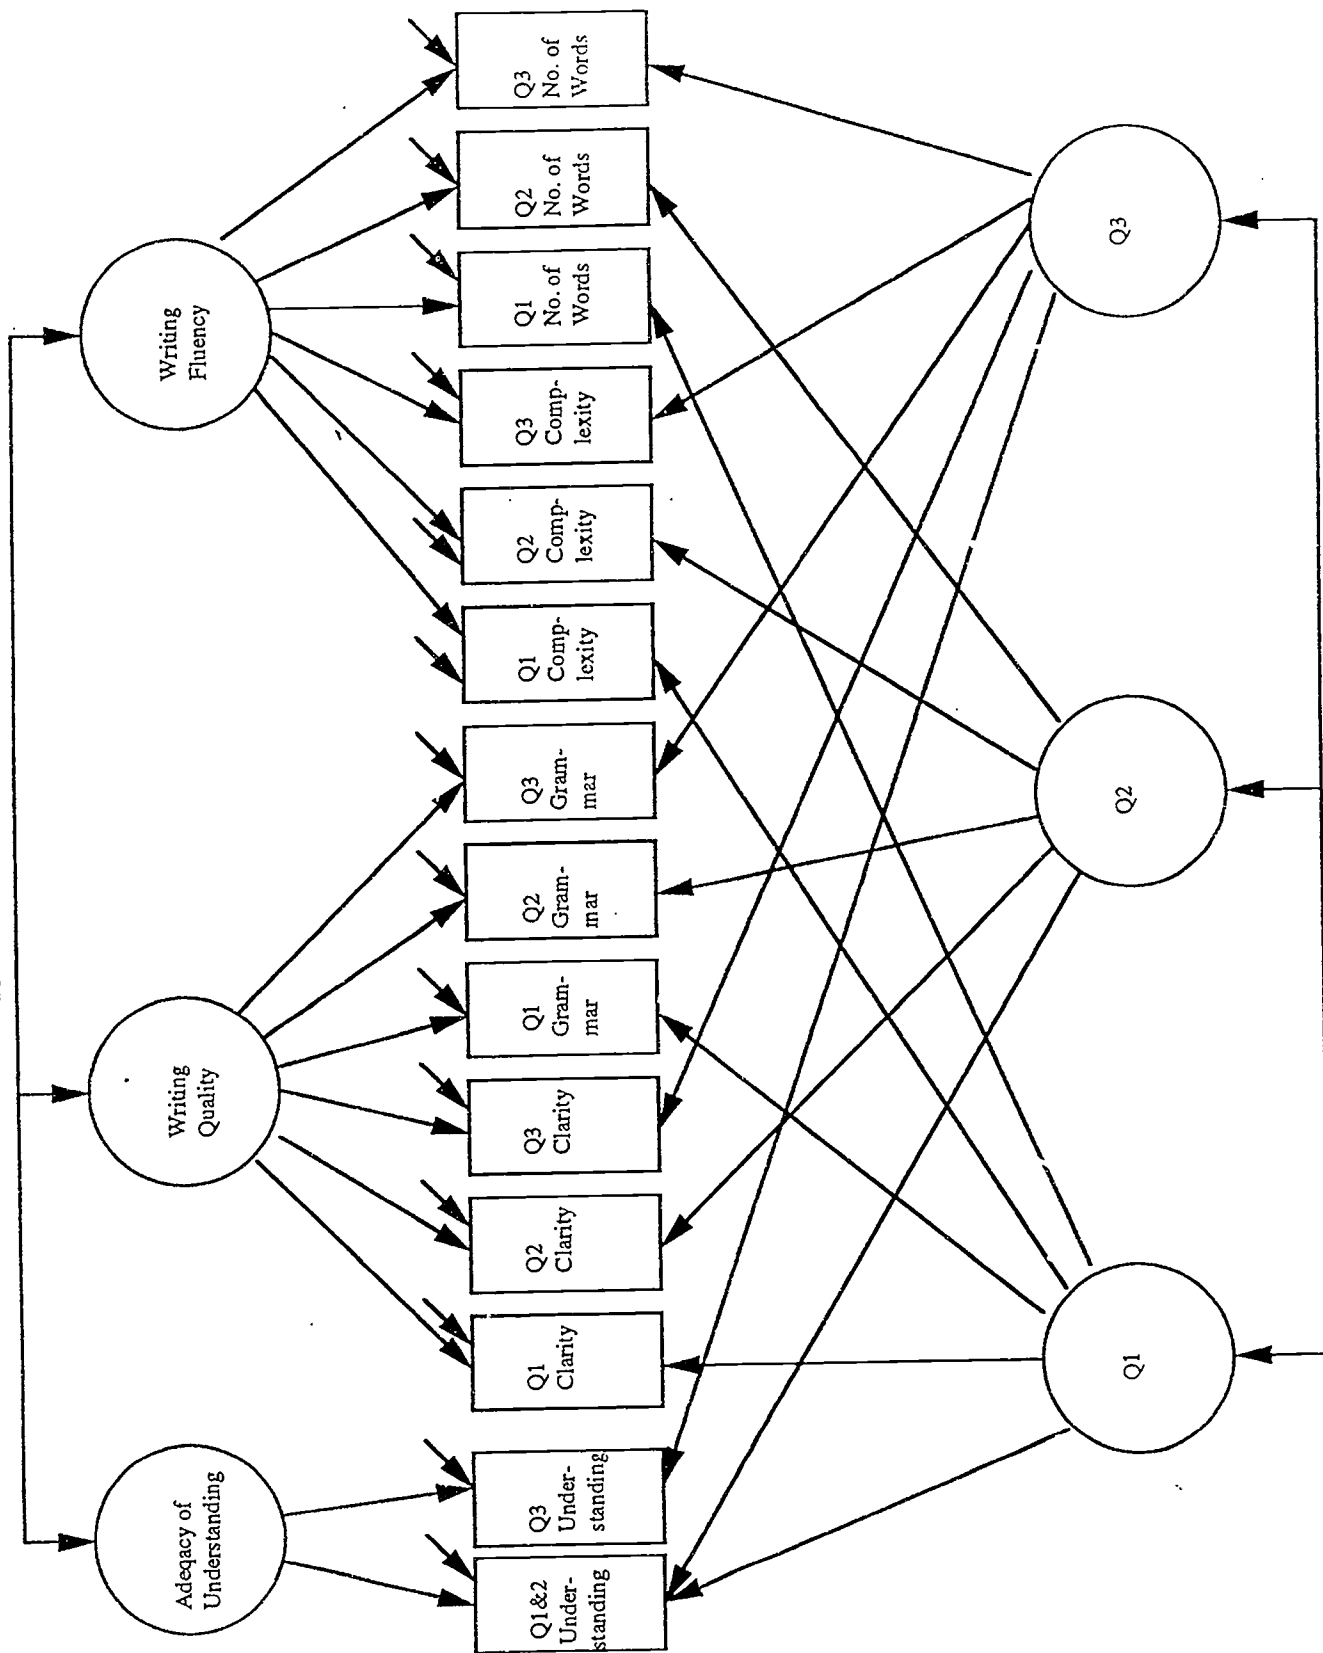 Adeqacy of
Understanding
Writing
Quality
Writing
Fluency
Q1&2
Under-
standing
Q3
Under-
standing
Q1
Clarity
Q2
Clarity
Q3
Clarity
Q1
Gram-
mar
Q2
Gram-
mar
Q3
Gram-
mar
Q1
Comp-
lexity
Q2
Comp-
lexity
Q3
Comp-
lexity
Q1
No. of
Words
Q2
No. of
Words
Q3
No. of
Words
Q1
Q2
Q3